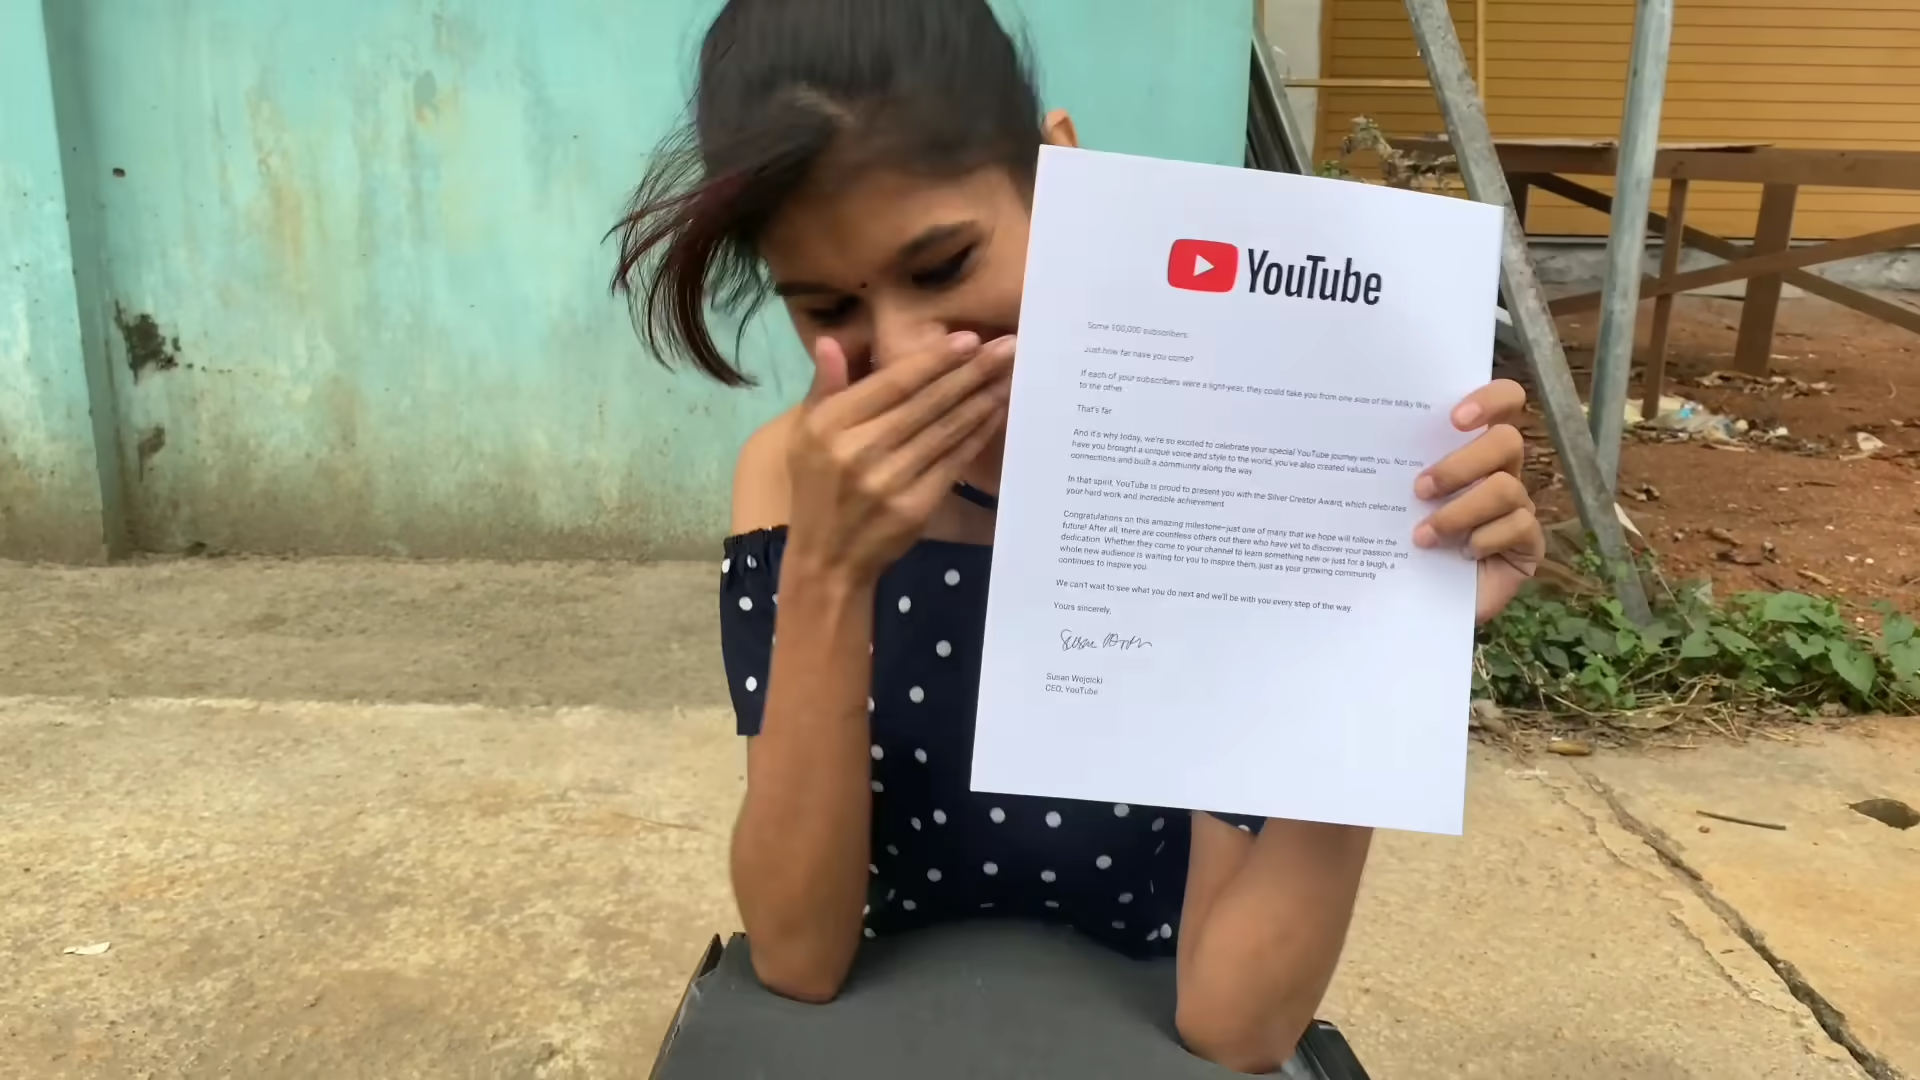 YouTube
Some 100,000 subscribers.
Just how far have you come?
If each of your subscribers were a light-year, they could take you from one side of the Milky Way
to the other.
That's far.
And it's why today, we're so excited to celebrate your special YouTube journey with you. Not only
have you brought a unique voice and style to the world, you've also created valuable
connections and built a community along the way.
In that spirit, YouTube is proud to present you with the Silver Creator Award, which celebrates
your hard work and incredible achievement.
Congratulations on this amazing milestone—just one of many that we hope will follow in the
future! After all, there are countless others out there who have yet to discover your passion and
dedication. Whether they come to your channel to learn something new or just for a laugh, a
whole new audience is waiting for you to inspire them, just as your growing community
continues to inspire you.
We can't wait to see what you do next and we'll be with you every step of the way.
Yours sincerely,
Susan Wojcicki
CEO, YouTube